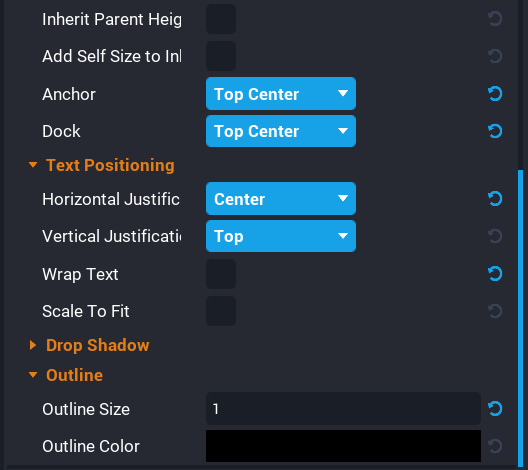 Inherit Parent Heig
Add Self Size to Inl
Anchor Top Center
Dock Top Center
Text Positioning
Horizontal Justific Center
Vertical Justificati Top
Wrap Text
Scale To Fit
Drop Shadow
Outline
Outline Size 1
Outline Color